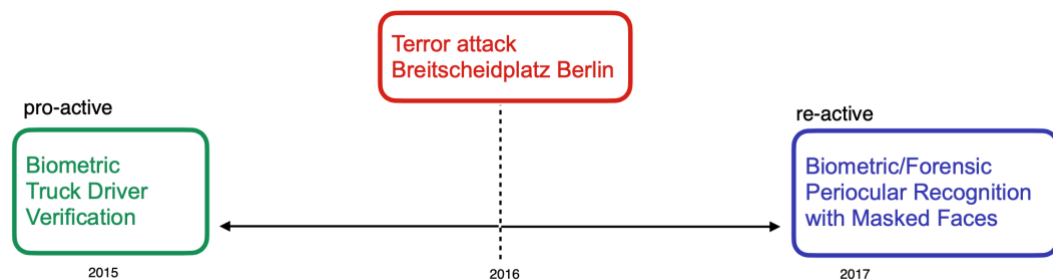 Terror attack
Breitscheidplatz Berlin
pro-active
re-active
Biometric
Truck Driver
Verification
Biometric/Forensic
Periocular Recognition
with Masked Faces
2015
2016
2017